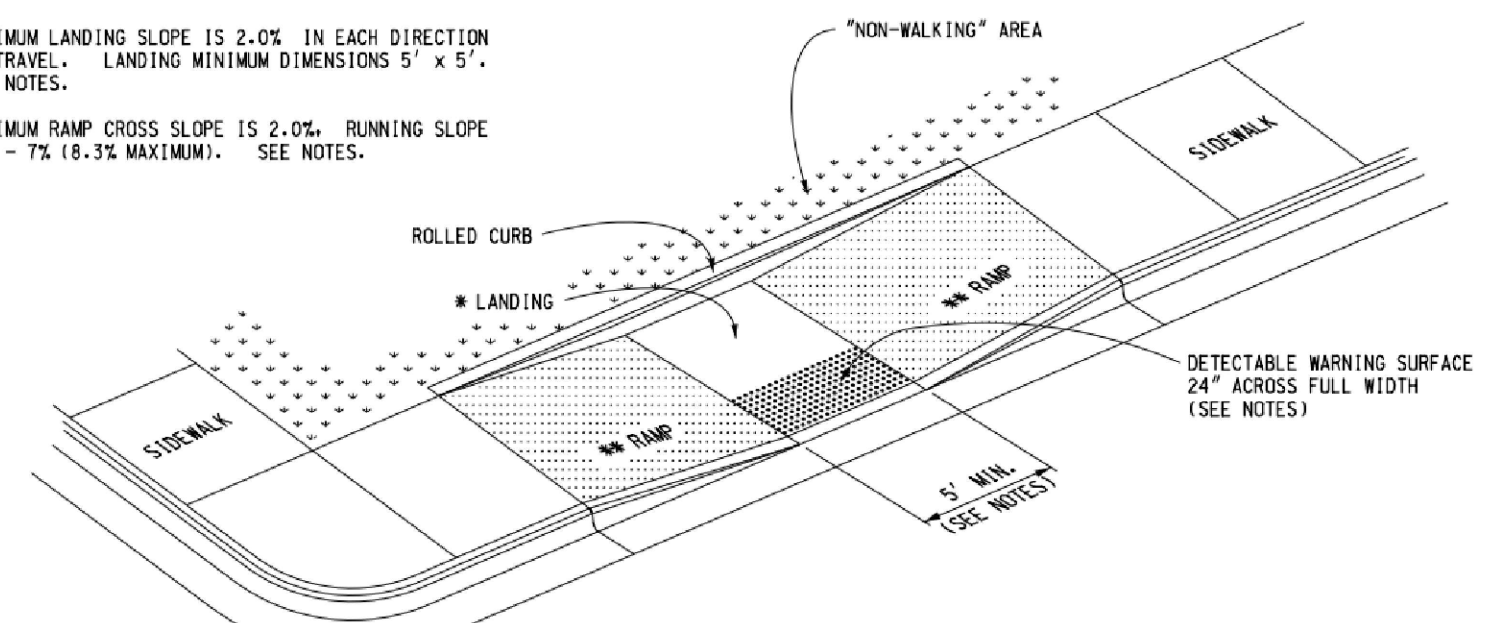 IMUM LANDING SLOPE IS 2.0% IN EACH DIRECTION
TRAVEL. LANDING MINIMUM DIMENSIONS 5' x 5'.
NOTES.
IMUM RAMP CROSS SLOPE IS 2.0%, RUNNING SLOPE
- 7% (8.3% MAXIMUM). SEE NOTES.
"NON-WALKING" AREA
SIDEWALK
ROLLED CURB
* LANDING
** RAMP
DETECTABLE WARNING SURFACE
24" ACROSS FULL WIDTH
(SEE NOTES)
SIDEWALK
** RAMP
5' MIN.
(SEE NOTES)